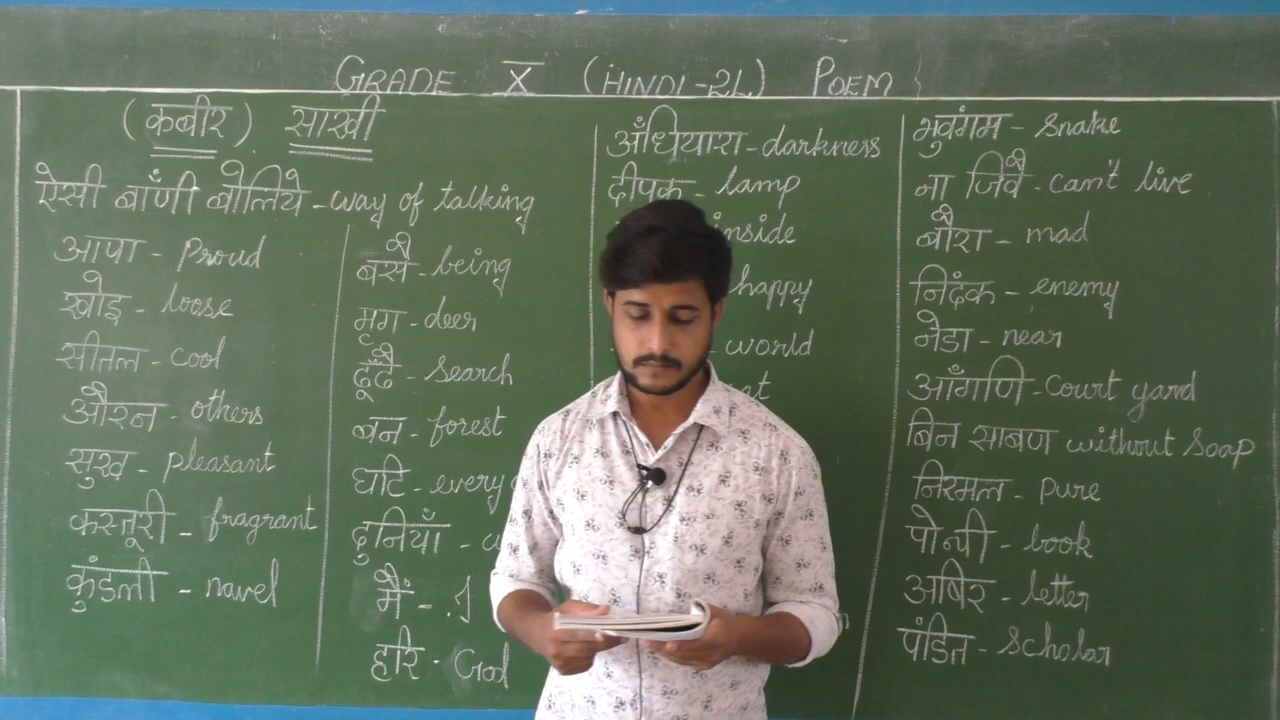 GRADE X (HINDI-2L) POEM
(कबीर) साखी
ऐसी बाँणी बोलिये - way of talking
आपा - Proud
खोइ - loose
सीतल - cool
औरन - others
सुख - pleasant
कस्तूरी - fragrant
कुंडली - navel
बसै - being
मृग - deer
ढूँढै - search
बन - forest
घटि - every
दुनियाँ -
मैं - I
हरि - God
अँधियारा - darkness
दीपक - lamp
inside
happy
world
भुवंगम - snake
ना जिवै - can't live
बौरा - mad
निंदक - enemy
नेडा - near
आँगणि - court yard
बिन साबण without soap
निरमल - pure
पोथी - book
अषिर - letter
पंडित - scholar